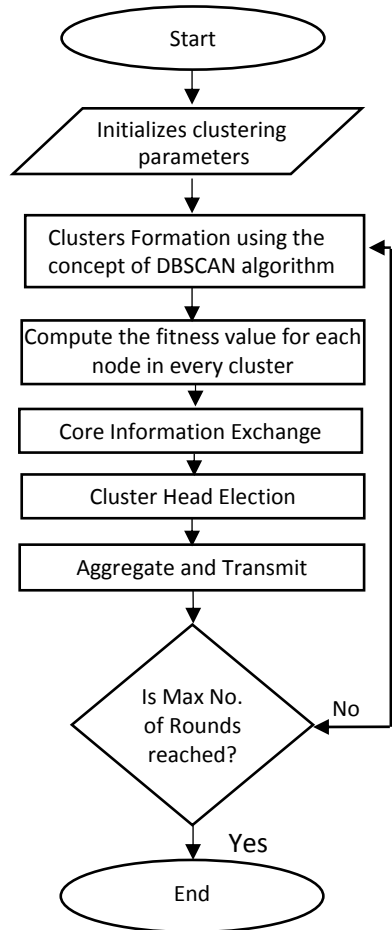 Start
Initializes clustering
parameters
Clusters Formation using the
concept of DBSCAN algorithm
Compute the fitness value for each
node in every cluster
Core Information Exchange
Cluster Head Election
Aggregate and Transmit
Is Max No.
of Rounds
reached?
No
Yes
End